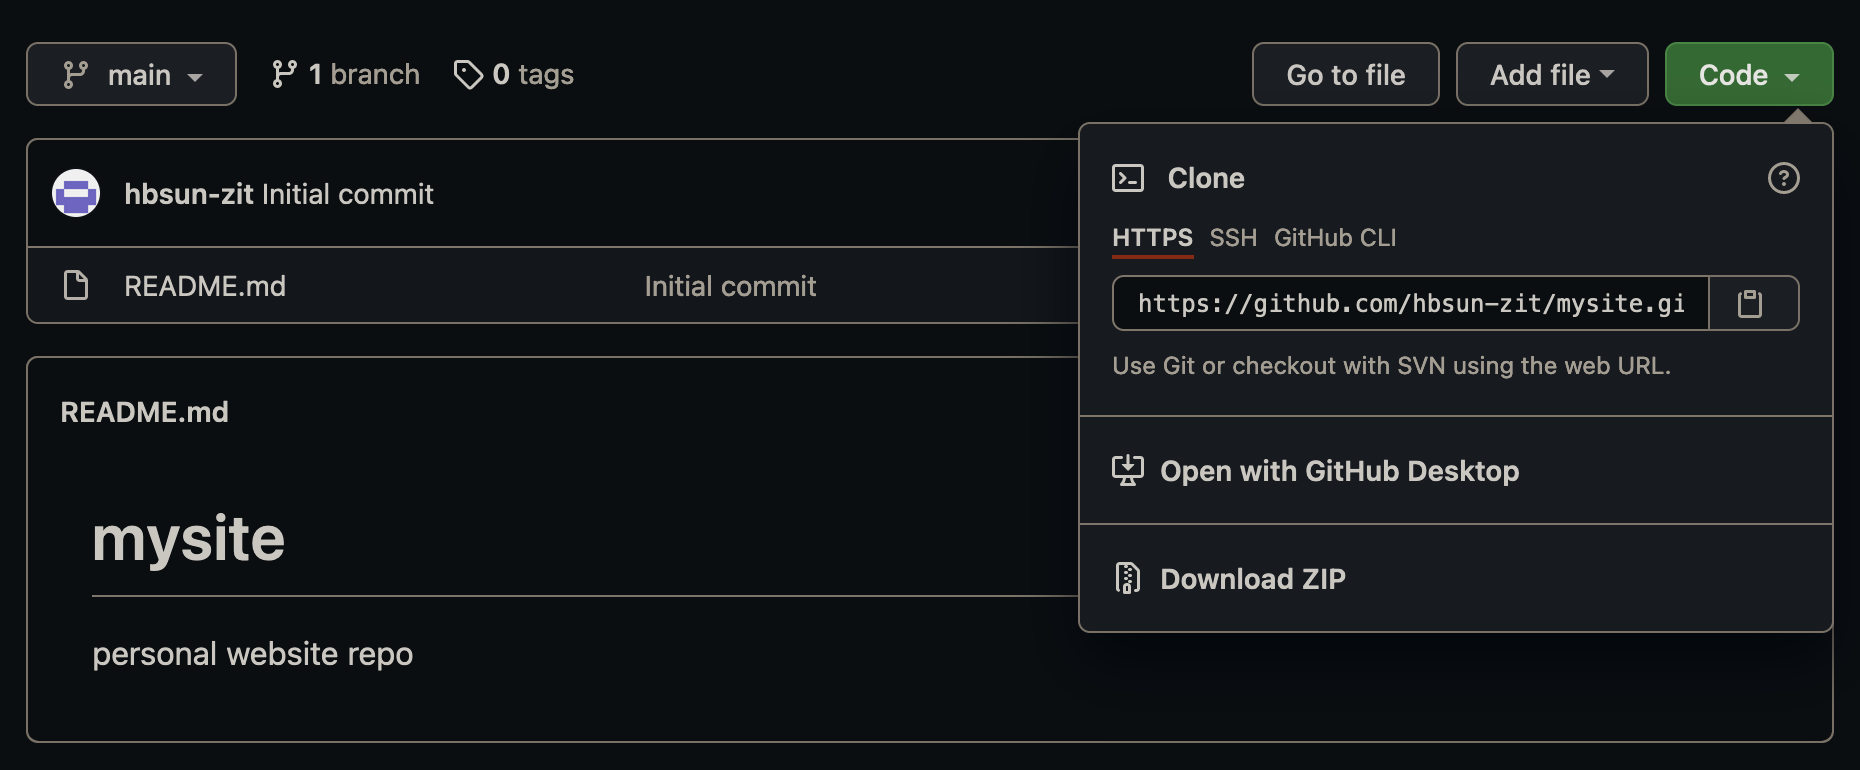 main 1 branch 0 tags Go to file Add file Code
hbsun-zit Initial commit
README.md Initial commit
README.md
mysite
personal website repo
Clone
HTTPS SSH GitHub CLI
https://github.com/hbsun-zit/mysite.gi
Use Git or checkout with SVN using the web URL.
Open with GitHub Desktop
Download ZIP